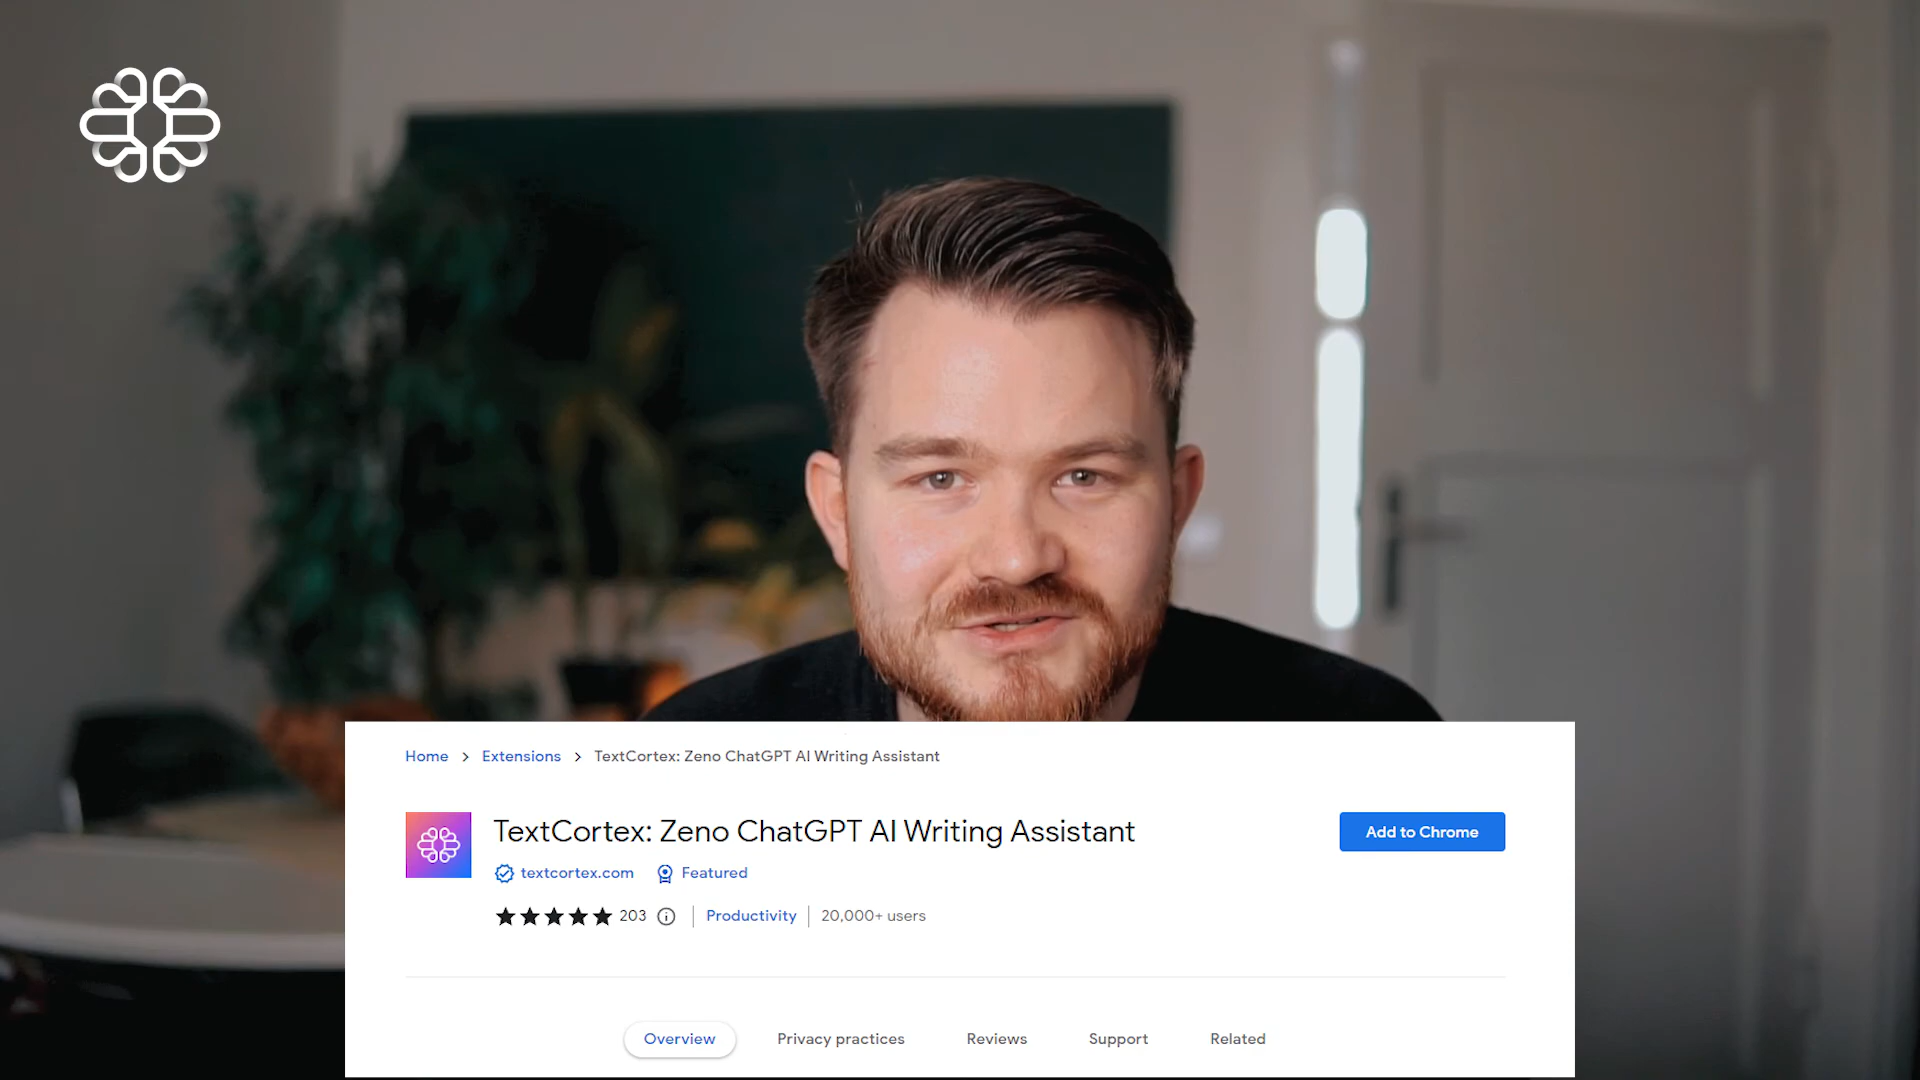 Home > Extensions > TextCortex: Zeno ChatGPT AI Writing Assistant
TextCortex: Zeno ChatGPT AI Writing Assistant
Add to Chrome
textcortex.com Featured
203 Productivity 20,000+ users
Overview Privacy practices Reviews Support Related